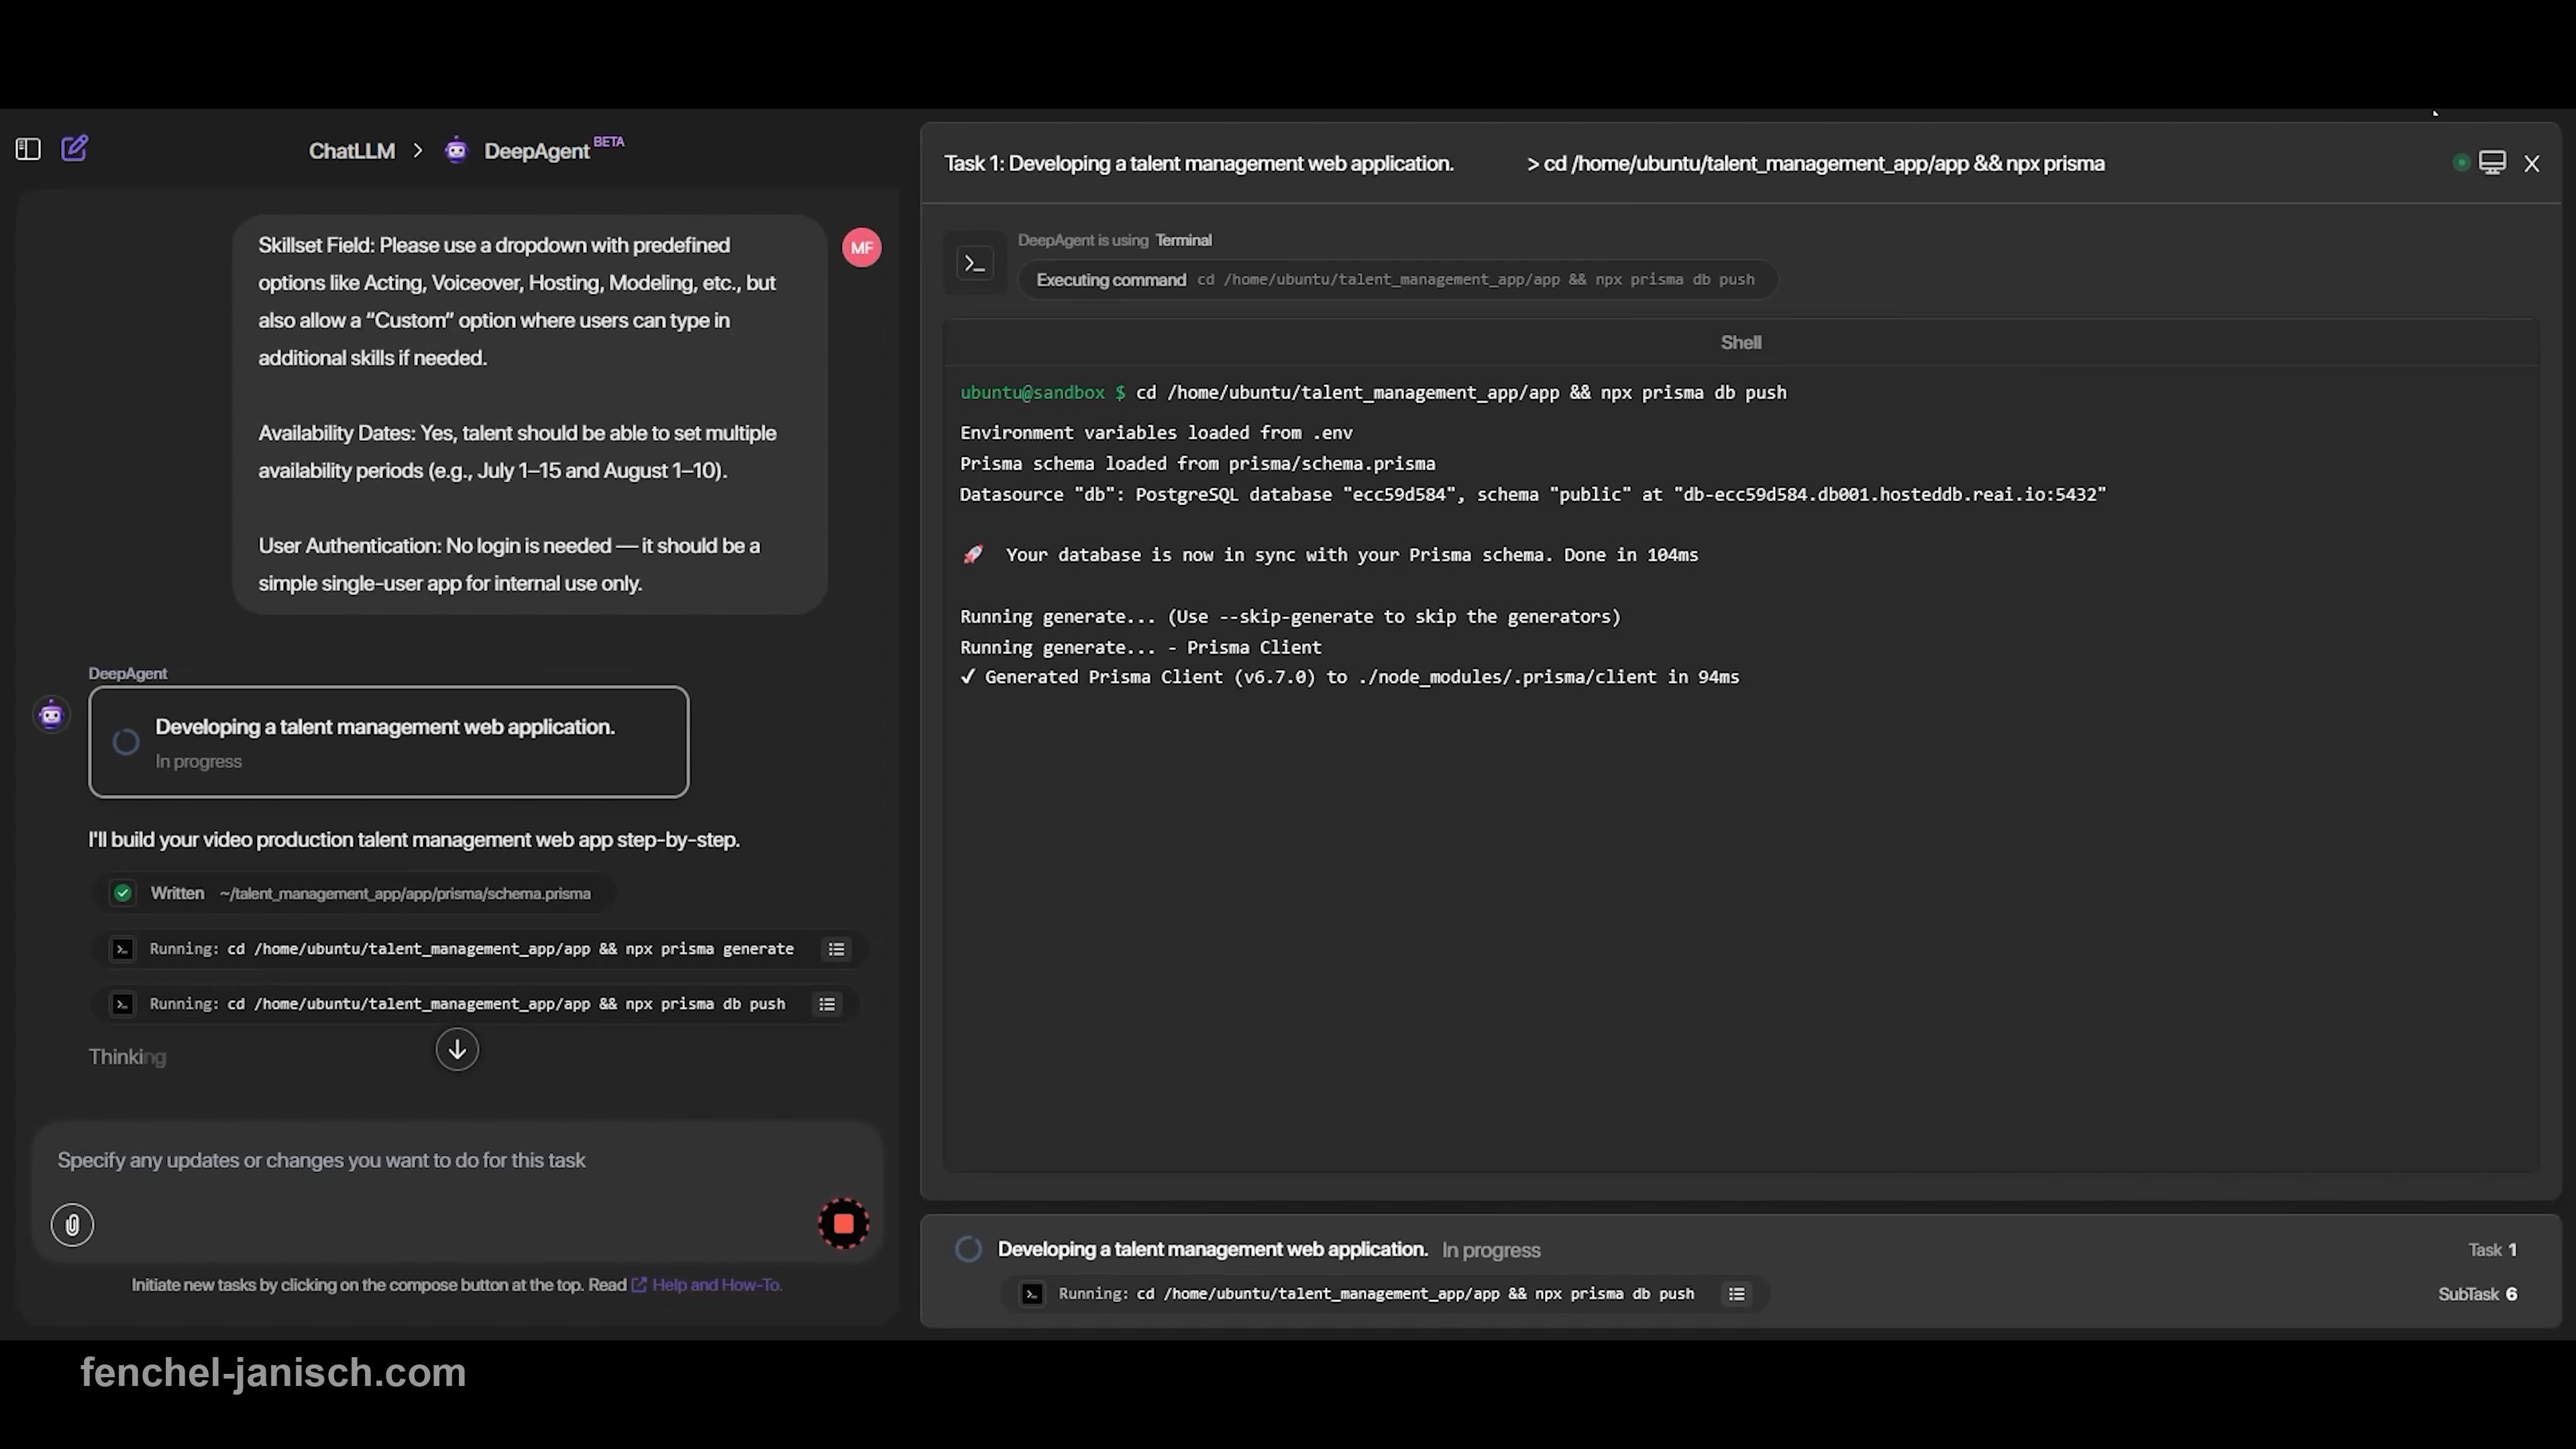 ChatLLM > DeepAgent BETA
Skillset Field: Please use a dropdown with predefined
options like Acting, Voiceover, Hosting, Modeling, etc., but
also allow a “Custom” option where users can type in
additional skills if needed.
Availability Dates: Yes, talent should be able to set multiple
availability periods (e.g., July 1–15 and August 1–10).
User Authentication: No login is needed — it should be a
simple single-user app for internal use only.
MF
DeepAgent
Developing a talent management web application.
In progress
I'll build your video production talent management web app step-by-step.
Written ~/talent_management_app/app/prisma/schema.prisma
Running: cd /home/ubuntu/talent_management_app/app && npx prisma generate
Running: cd /home/ubuntu/talent_management_app/app && npx prisma db push
Thinking
Specify any updates or changes you want to do for this task
Initiate new tasks by clicking on the compose button at the top. Read Help and How-To.
Task 1: Developing a talent management web application. > cd /home/ubuntu/talent_management_app/app && npx prisma
DeepAgent is using Terminal
Executing command cd /home/ubuntu/talent_management_app/app && npx prisma db push
Shell
ubuntu@sandbox $ cd /home/ubuntu/talent_management_app/app && npx prisma db push
Environment variables loaded from .env
Prisma schema loaded from prisma/schema.prisma
Datasource "db": PostgreSQL database "ecc59d584", schema "public" at "db-ecc59d584.db001.hosteddb.reai.io:5432"
🚀 Your database is now in sync with your Prisma schema. Done in 104ms
Running generate... (Use --skip-generate to skip the generators)
Running generate... - Prisma Client
✓ Generated Prisma Client (v6.7.0) to ./node_modules/.prisma/client in 94ms
Developing a talent management web application. In progress
Task 1
Running: cd /home/ubuntu/talent_management_app/app && npx prisma db push
SubTask 6
fenchel-janisch.com